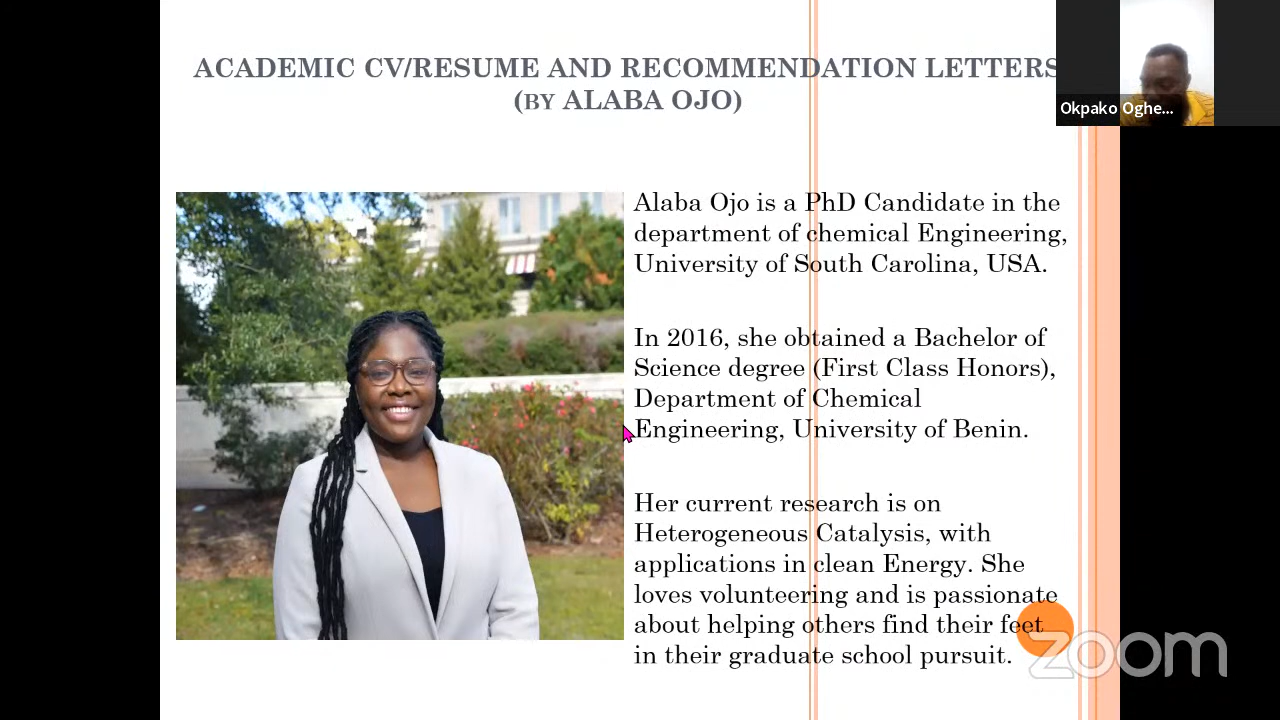 ACADEMIC CV/RESUME AND RECOMMENDATION LETTERS
(BY ALABA OJO)
Okpako Oghe...
Alaba Ojo is a PhD Candidate in the
department of chemical Engineering,
University of South Carolina, USA.
In 2016, she obtained a Bachelor of
Science degree (First Class Honors),
Department of Chemical
Engineering, University of Benin.
Her current research is on
Heterogeneous Catalysis, with
applications in clean Energy. She
loves volunteering and is passionate
about helping others find their feet
in their graduate school pursuit.
zoom